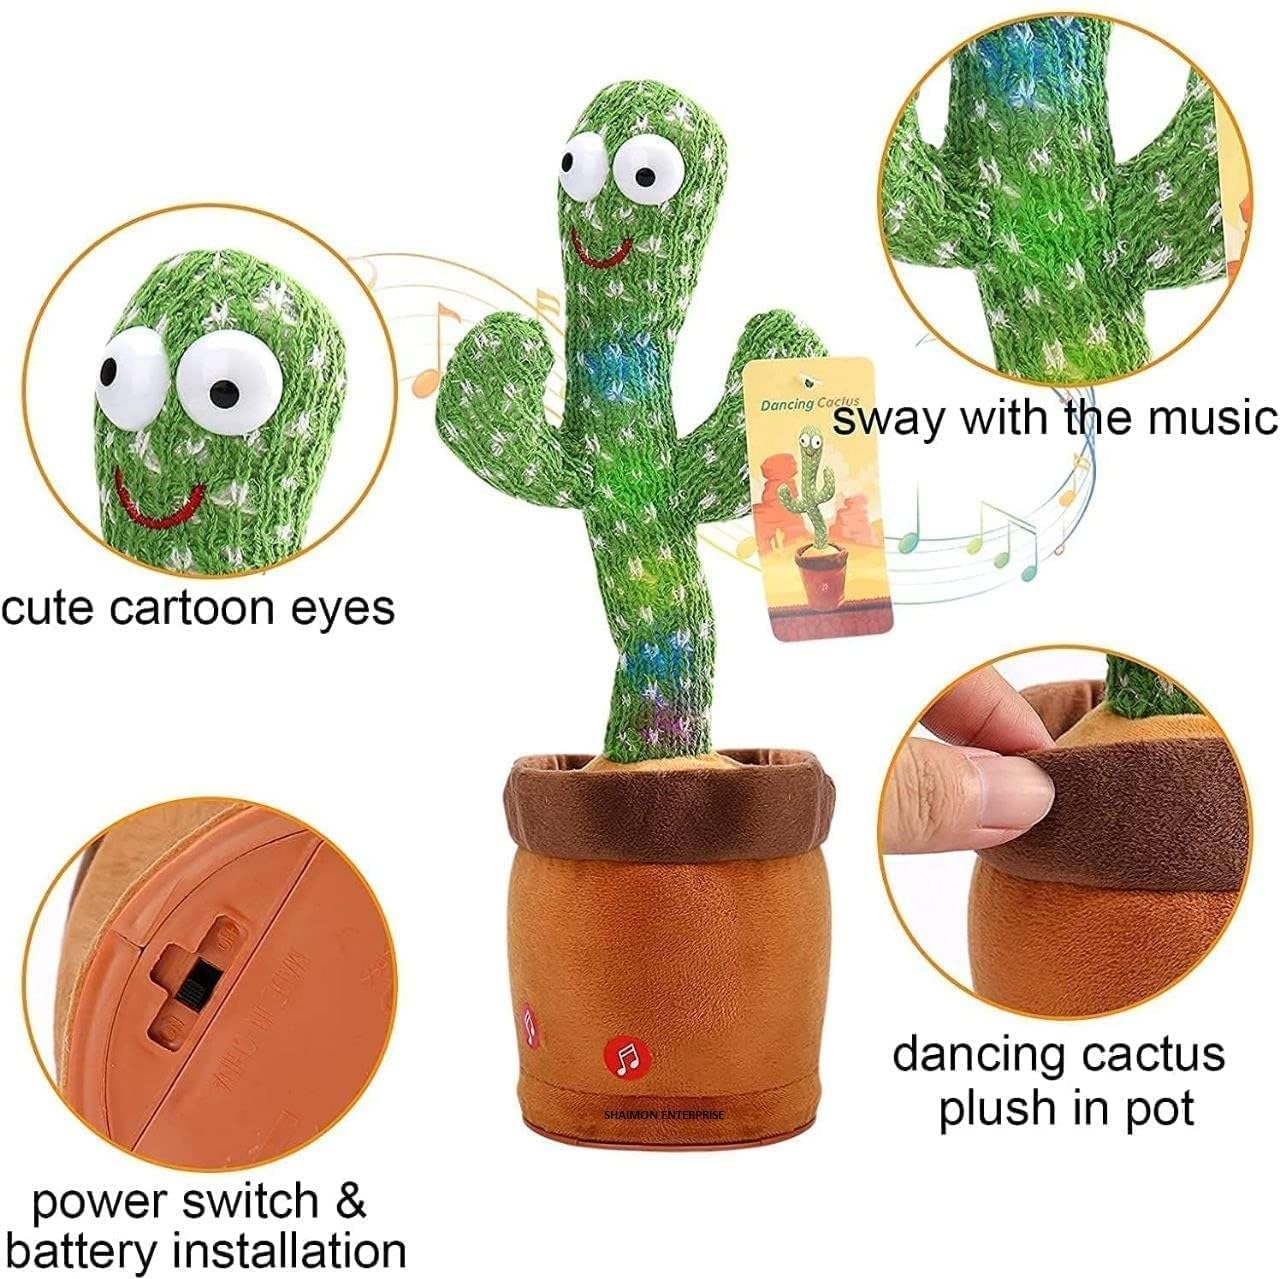 Dancing Cactus
sway with the music
cute cartoon eyes
dancing cactus
plush in pot
SHAIMON ENTERPRISE
power switch &
battery installation